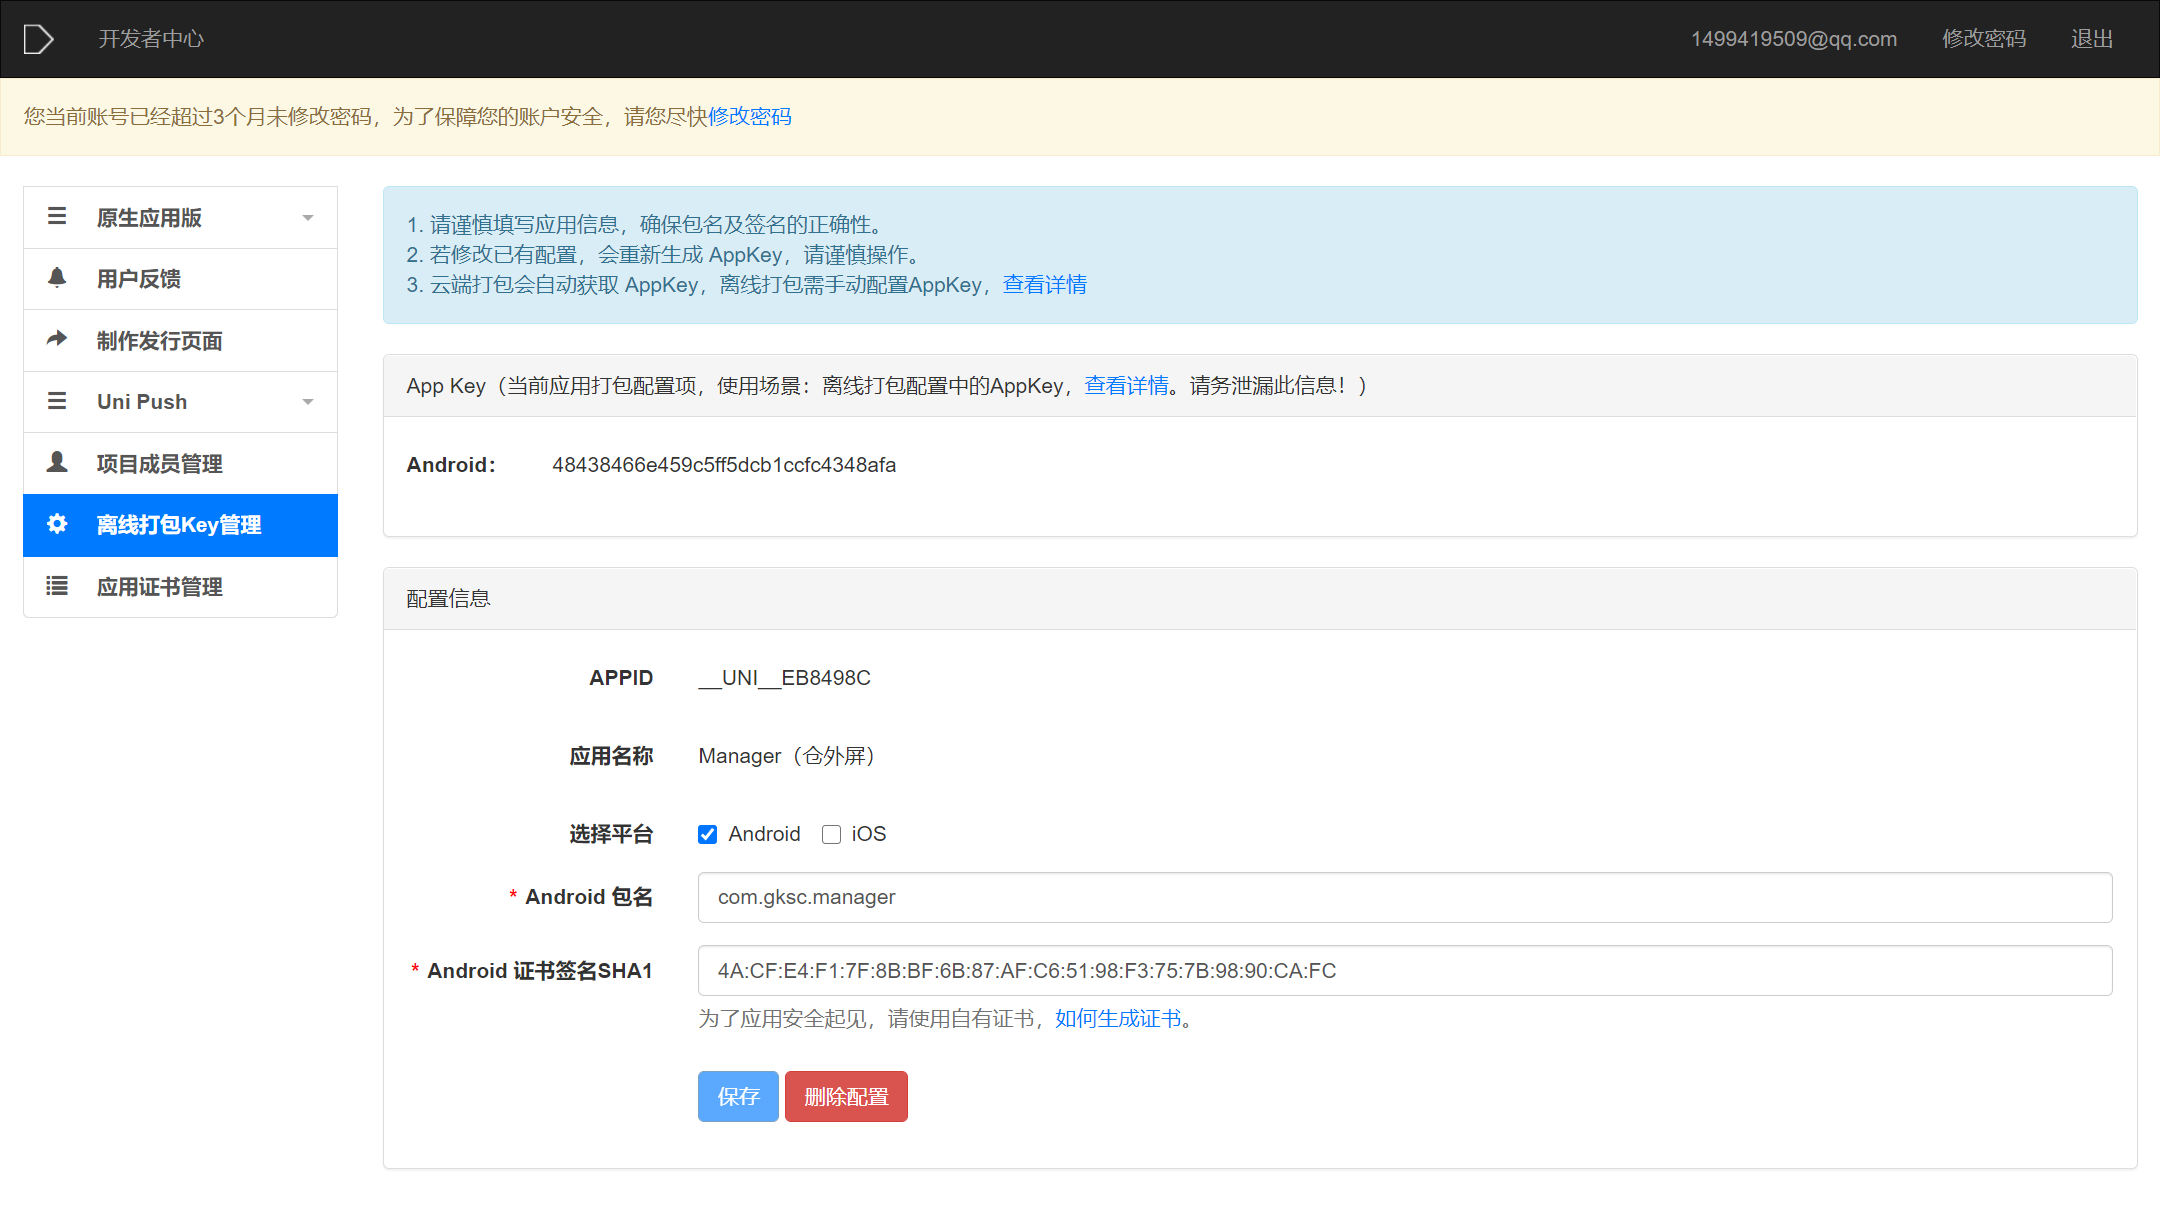 开发者中心
1499419509@qq.com 修改密码 退出
您当前账号已经超过3个月未修改密码，为了保障您的账户安全，请您尽快修改密码
原生应用版
用户反馈
制作发行页面
Uni Push
项目成员管理
离线打包Key管理
应用证书管理
1. 请谨慎填写应用信息，确保包名及签名的正确性。
2. 若修改已有配置，会重新生成 AppKey，请谨慎操作。
3. 云端打包会自动获取 AppKey，离线打包需手动配置AppKey，查看详情
App Key（当前应用打包配置项，使用场景：离线打包配置中的AppKey，查看详情。请务泄漏此信息！）
Android： 48438466e459c5ff5dcb1ccfc4348afa
配置信息
APPID __UNI__EB8498C
应用名称 Manager（仓外屏）
选择平台 Android iOS
* Android 包名 com.gksc.manager
* Android 证书签名SHA1 4A:CF:E4:F1:7F:8B:BF:6B:87:AF:C6:51:98:F3:75:7B:98:90:CA:FC
为了应用安全起见，请使用自有证书，如何生成证书。
保存 删除配置